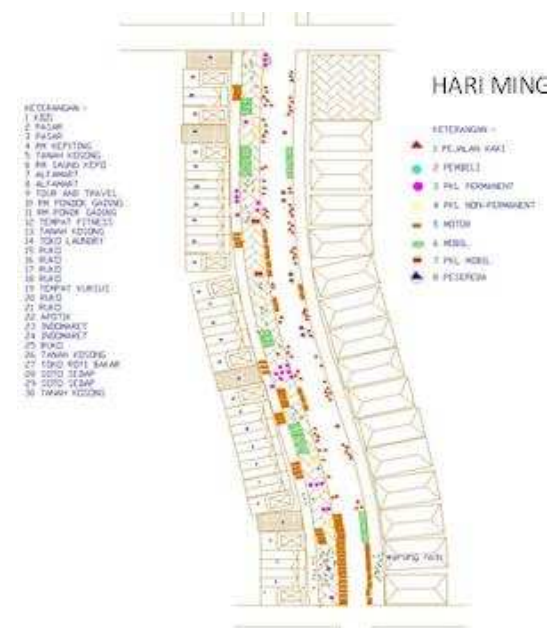 HARI MING
KETERANGAN :
1 KOS
2 PASAR
3 PASAR
4 RM KEPITING
5 TANAH KOSONG
6 RM SAUNG KEPO
7 ALFAMART
8 ALFAMART
9 TOUR AND TRAVEL
10 RM PONDOK GADING
11 RM PONDK GADING
12 TEMPAT FITNESS
13 TANAH KOSONG
14 TOKO LAUNDRY
15 RUKO
16 RUKO
17 RUKO
18 RUKO
19 TEMPAT KURSUS
20 RUKO
21 RUKO
22 APOTIK
23 INDOMARET
24 INDOMARET
25 RUKO
26 TANAH KOSONG
27 TOKO ROTI BAKAR
28 SOTO SEDAP
29 SOTO SEDAP
30 TANAH KOSONG
KETERANGAN :
1 PEJALAN KAKI
2 PEMBELI
3 PKL PERMANENT
4 PKL NON-PERMANENT
5 MOTOR
6 MOBIL
7 PKL MOBIL
8 PESEPEDA
warung